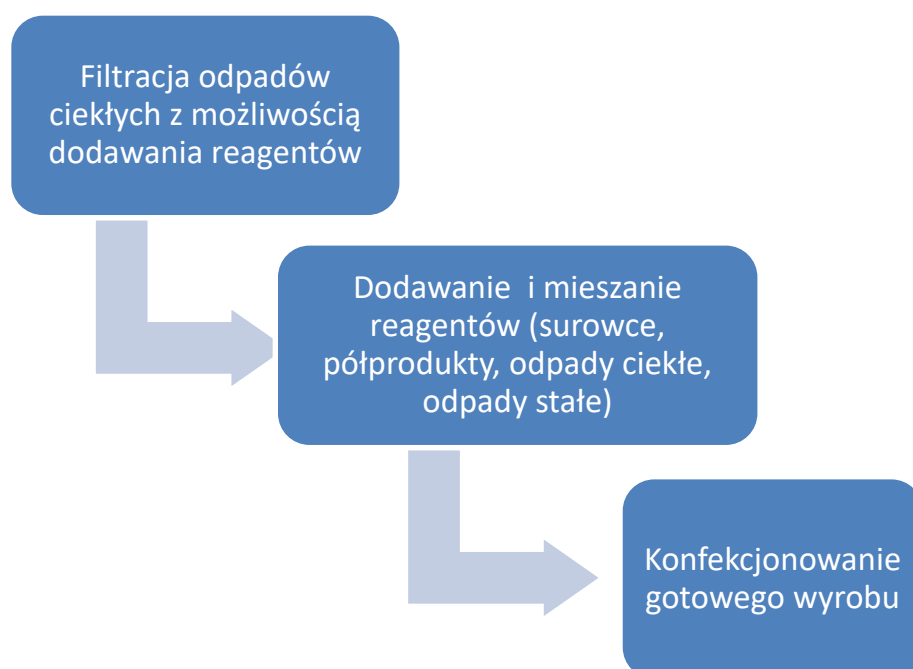 Filtracja odpadów
ciekłych z możliwością
dodawania reagentów
Dodawanie i mieszanie
reagentów (surowce,
półprodukty, odpady ciekłe,
odpady stałe)
Konfekcjonowanie
gotowego wyrobu